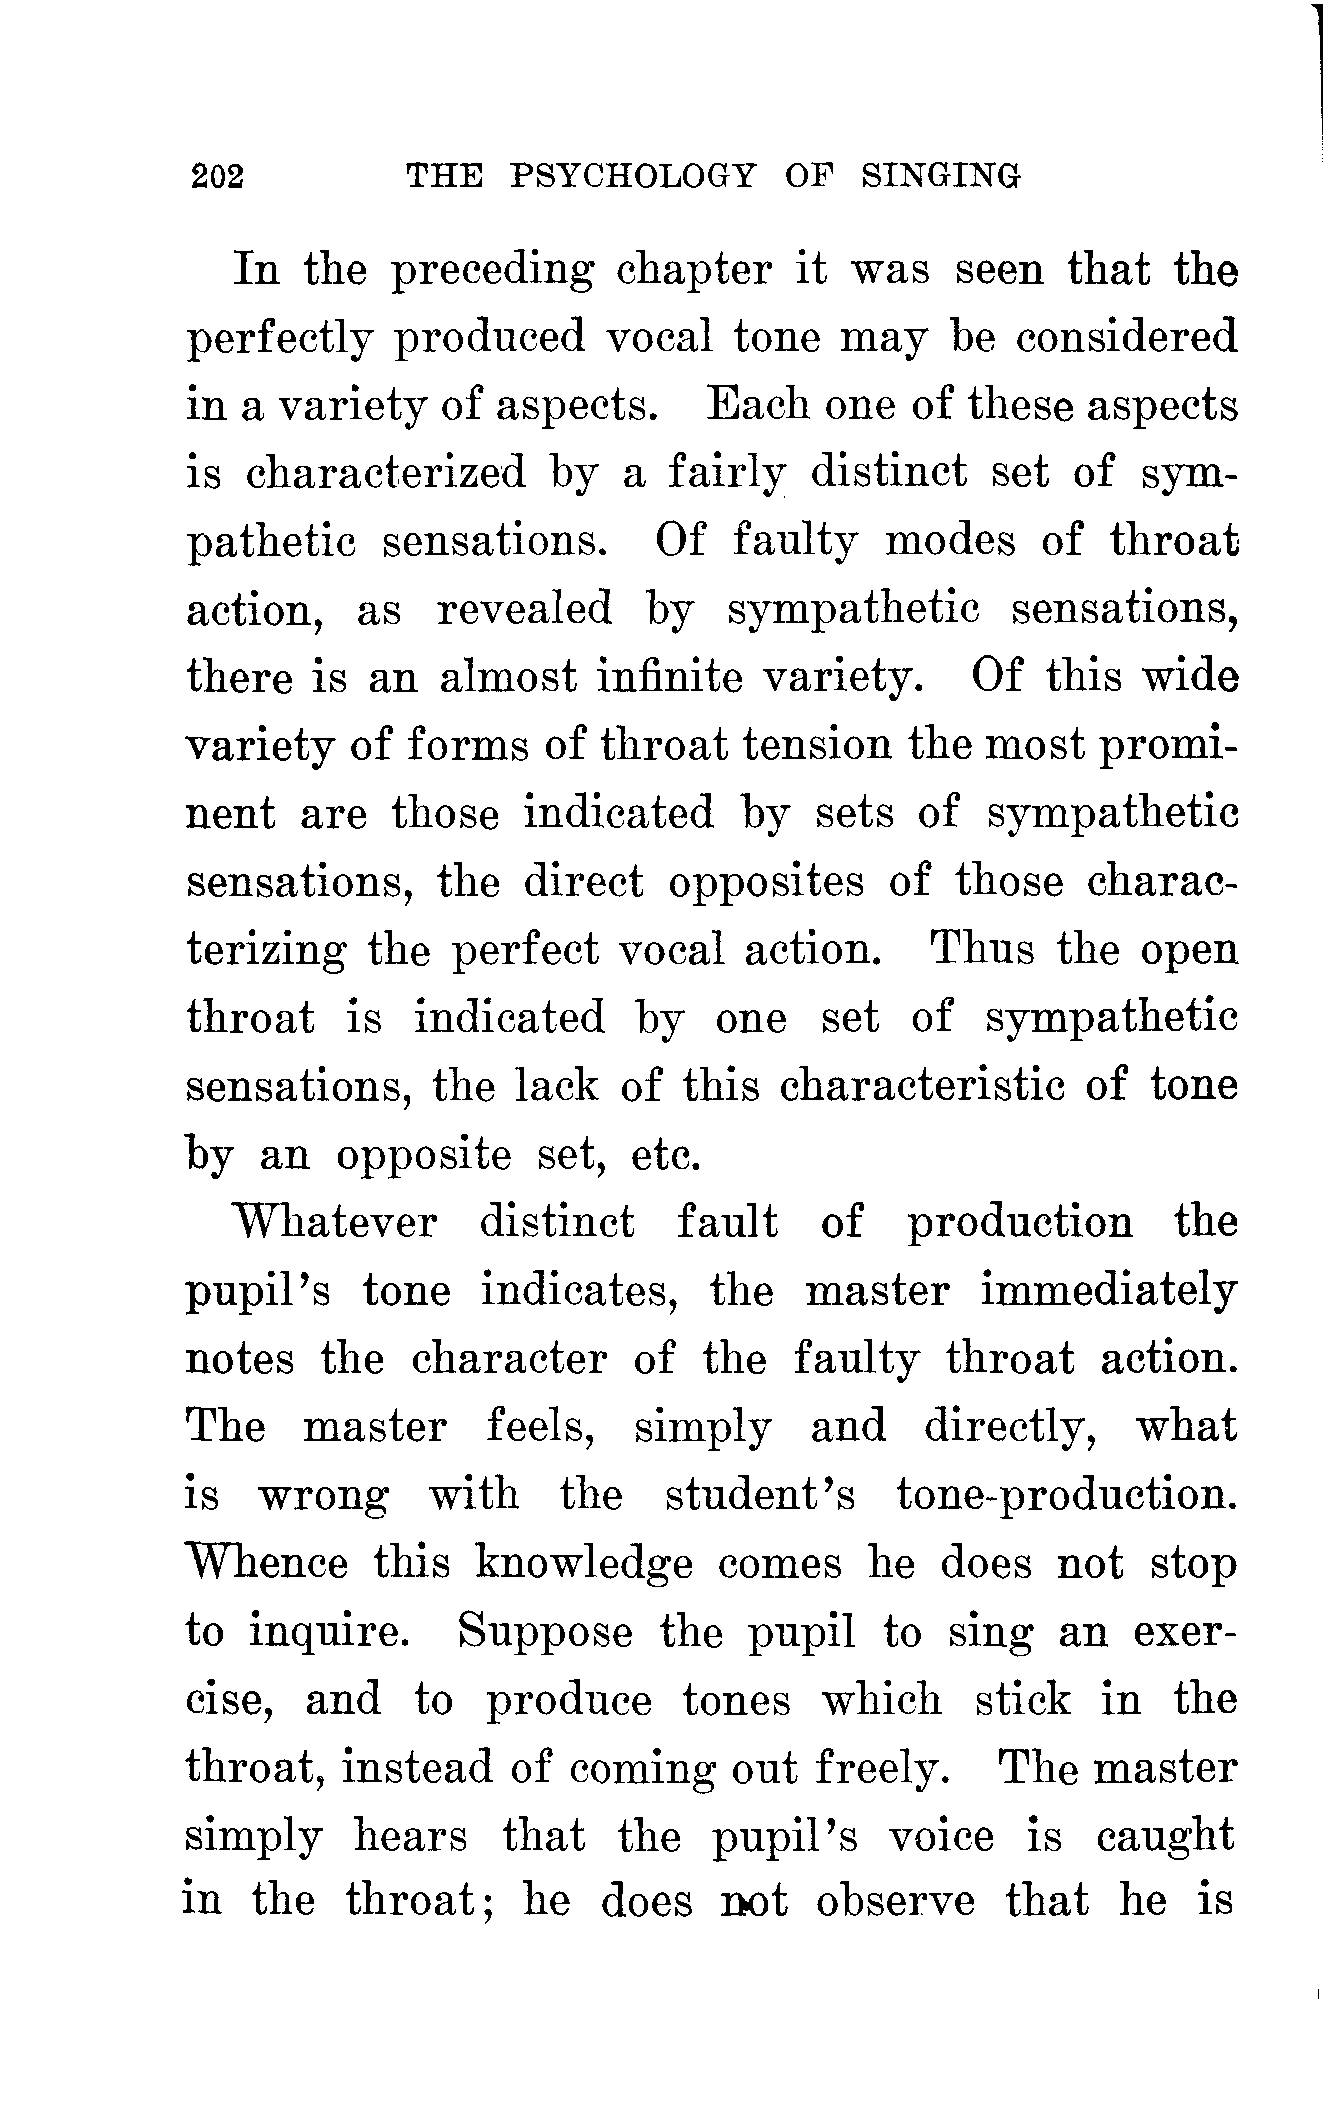 202 THE PSYCHOLOGY OF SINGING
In the preceding chapter it was seen that the
perfectly produced vocal tone may be considered
in a variety of aspects. Each one of these aspects
is characterized by a fairly distinct set of sym-
pathetic sensations. Of faulty modes of throat
action, as revealed by sympathetic sensations,
there is an almost infinite variety. Of this wide
variety of forms of throat tension the most promi-
nent are those indicated by sets of sympathetic
sensations, the direct opposites of those charac-
terizing the perfect vocal action. Thus the open
throat is indicated by one set of sympathetic
sensations, the lack of this characteristic of tone
by an opposite set, etc.
Whatever distinct fault of production the
pupil's tone indicates, the master immediately
notes the character of the faulty throat action.
The master feels, simply and directly, what
is wrong with the student's tone-production.
Whence this knowledge comes he does not stop
to inquire. Suppose the pupil to sing an exer-
cise, and to produce tones which stick in the
throat, instead of coming out freely. The master
simply hears that the pupil's voice is caught
in the throat; he does not observe that he is